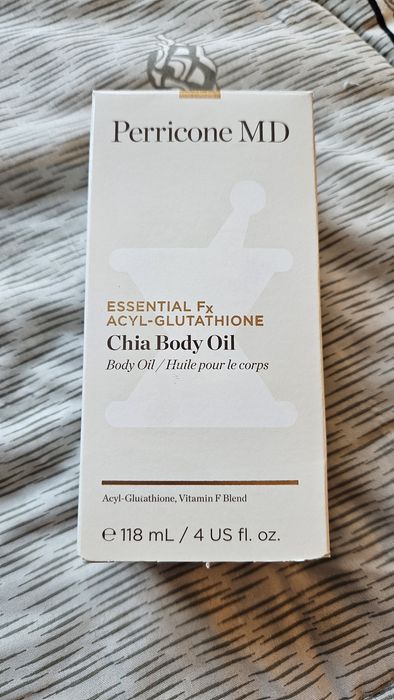 Perricone MD
ESSENTIAL Fx
ACYL-GLUTATHIONE
Chia Body Oil
Body Oil / Huile pour le corps
Acyl-Glutathione, Vitamin F Blend
℮ 118 mL / 4 US fl. oz.